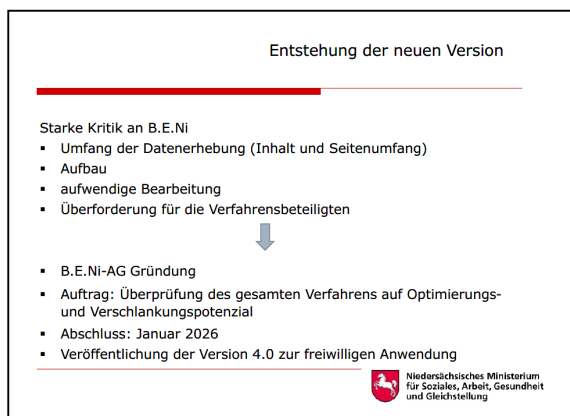 Entstehung der neuen Version
Starke Kritik an B.E.Ni
▪ Umfang der Datenerhebung (Inhalt und Seitenumfang)
▪ Aufbau
▪ aufwendige Bearbeitung
▪ Überforderung für die Verfahrensbeteiligten
▪ B.E.Ni-AG Gründung
▪ Auftrag: Überprüfung des gesamten Verfahrens auf Optimierungs-
und Verschlankungspotenzial
▪ Abschluss: Januar 2026
▪ Veröffentlichung der Version 4.0 zur freiwilligen Anwendung
Niedersächsisches Ministerium
für Soziales, Arbeit, Gesundheit
und Gleichstellung